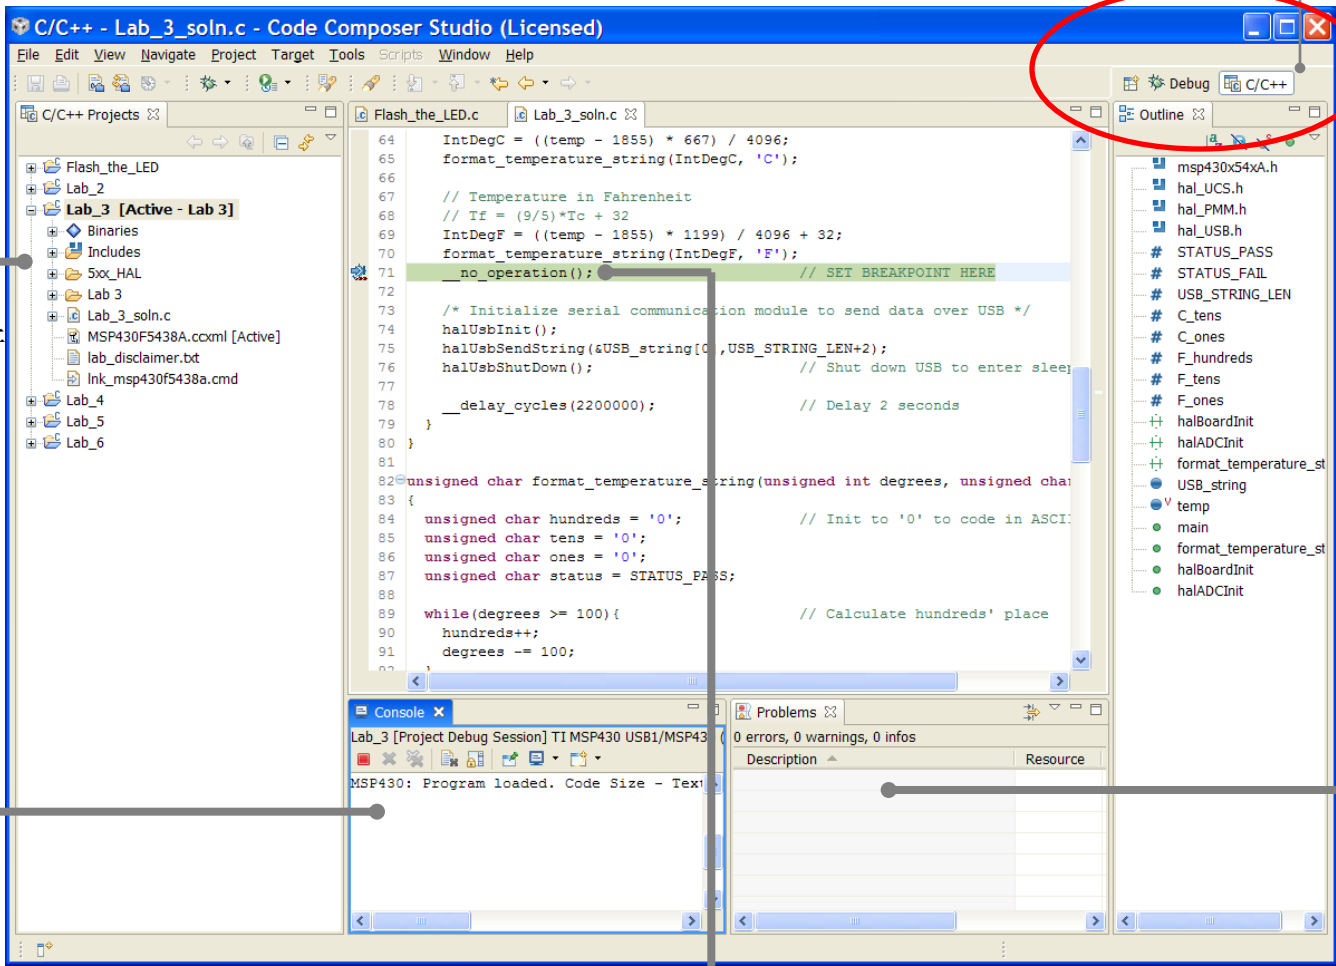 C/C++ - Lab_3_soln.c - Code Composer Studio (Licensed)
File Edit View Navigate Project Target Tools Scripts Window Help
Debug C/C++
C/C++ Projects
Flash_the_LED
Lab_2
Lab_3 [Active - Lab 3]
Binaries
Includes
5xx_HAL
Lab 3
Lab_3_soln.c
MSP430F5438A.ccxml [Active]
lab_disclaimer.txt
lnk_msp430f5438a.cmd
Lab_4
Lab_5
Lab_6
Flash_the_LED.c Lab_3_soln.c
64 IntDegC = ((temp - 1855) * 667) / 4096;
65 format_temperature_string(IntDegC, 'C');
66
67 // Temperature in Fahrenheit
68 // Tf = (9/5)*Tc + 32
69 IntDegF = ((temp - 1855) * 1199) / 4096 + 32;
70 format_temperature_string(IntDegF, 'F');
71 __no_operation(); // SET BREAKPOINT HERE
72
73 /* Initialize serial communication module to send data over USB */
74 halUsbInit();
75 halUsbSendString(&USB_string[0],USB_STRING_LEN+2);
76 halUsbShutDown(); // Shut down USB to enter sleep
77
78 __delay_cycles(2200000); // Delay 2 seconds
79 }
80 }
81
82 unsigned char format_temperature_string(unsigned int degrees, unsigned char
83 {
84 unsigned char hundreds = '0'; // Init to '0' to code in ASCII
85 unsigned char tens = '0';
86 unsigned char ones = '0';
87 unsigned char status = STATUS_PASS;
88
89 while(degrees >= 100){ // Calculate hundreds' place
90 hundreds++;
91 degrees -= 100;
92 }
Outline
msp430x54xA.h
hal_UCS.h
hal_PMM.h
hal_USB.h
STATUS_PASS
STATUS_FAIL
USB_STRING_LEN
C_tens
C_ones
F_hundreds
F_tens
F_ones
halBoardInit
halADCInit
format_temperature_st
USB_string
temp
main
format_temperature_st
halBoardInit
halADCInit
Console
Lab_3 [Project Debug Session] TI MSP430 USB1/MSP430 (
MSP430: Program loaded. Code Size - Text
Problems
0 errors, 0 warnings, 0 infos
Description Resource